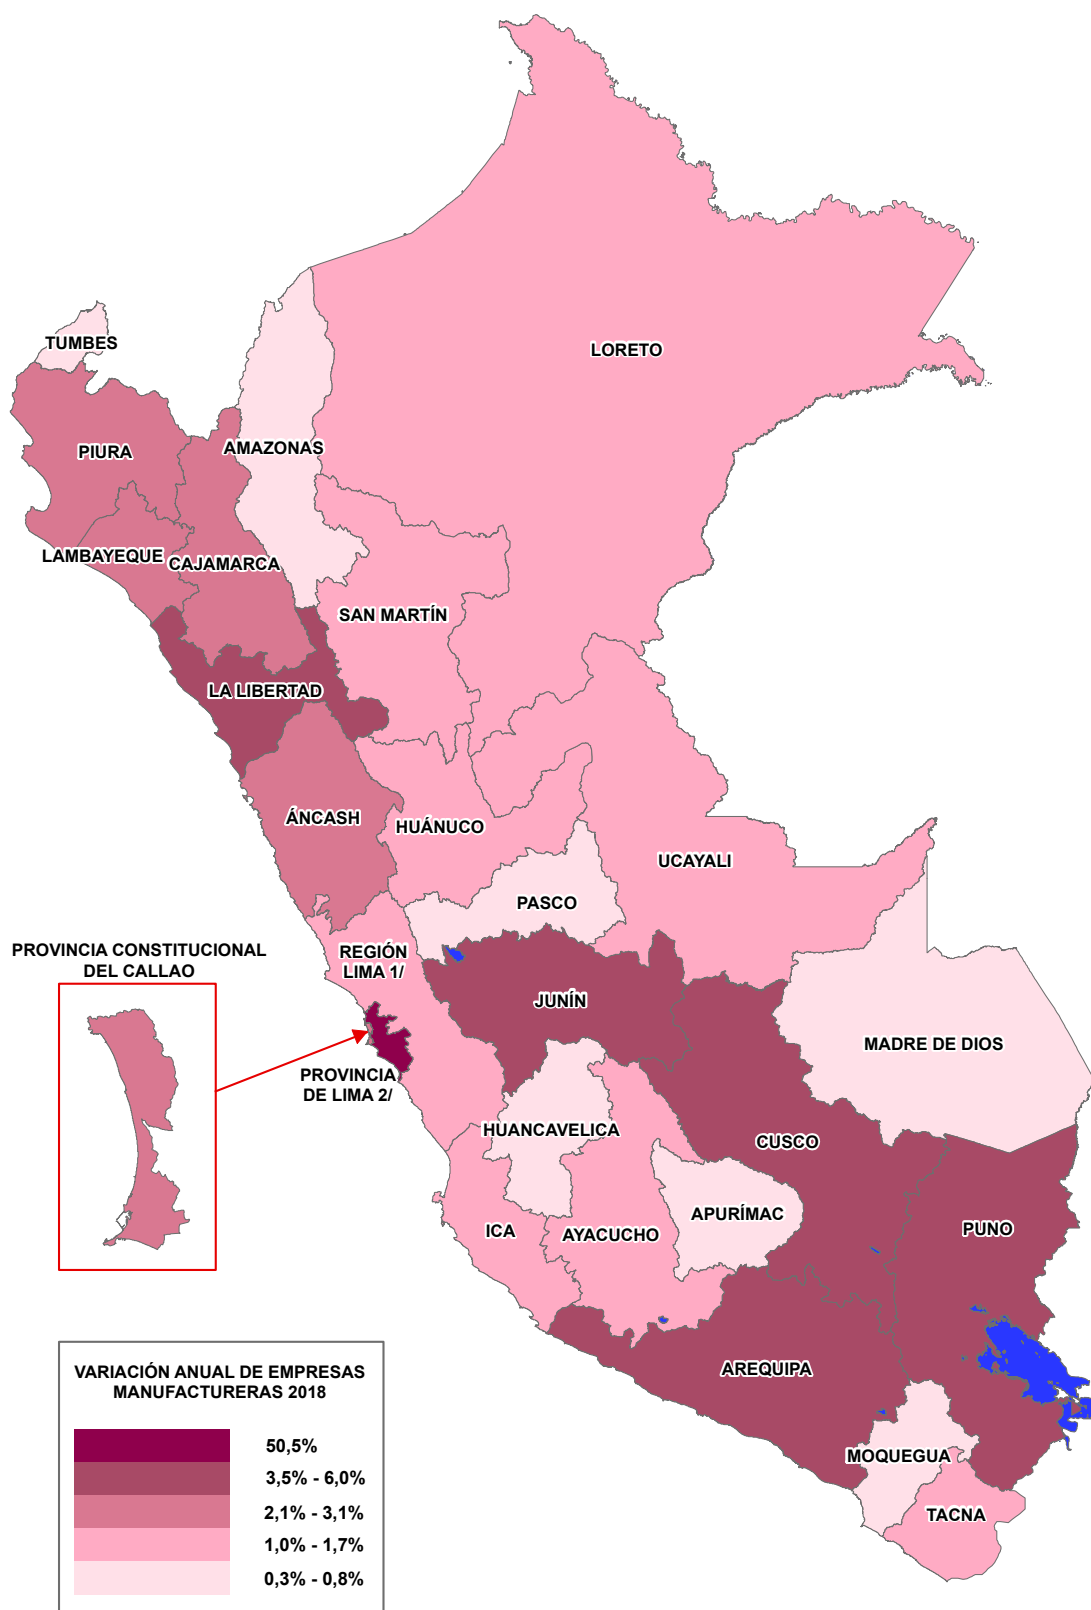 TUMBES
LORETO
PIURA
AMAZONAS
LAMBAYEQUE
CAJAMARCA
SAN MARTÍN
LA LIBERTAD
ÁNCASH
HUÁNUCO
UCAYALI
PASCO
PROVINCIA CONSTITUCIONAL
DEL CALLAO
REGIÓN
LIMA 1/
JUNÍN
MADRE DE DIOS
PROVINCIA
DE LIMA 2/
HUANCAVELICA
CUSCO
APURÍMAC
ICA
AYACUCHO
PUNO
AREQUIPA
MOQUEGUA
TACNA
VARIACIÓN ANUAL DE EMPRESAS
MANUFACTURERAS 2018
50,5%
3,5% - 6,0%
2,1% - 3,1%
1,0% - 1,7%
0,3% - 0,8%